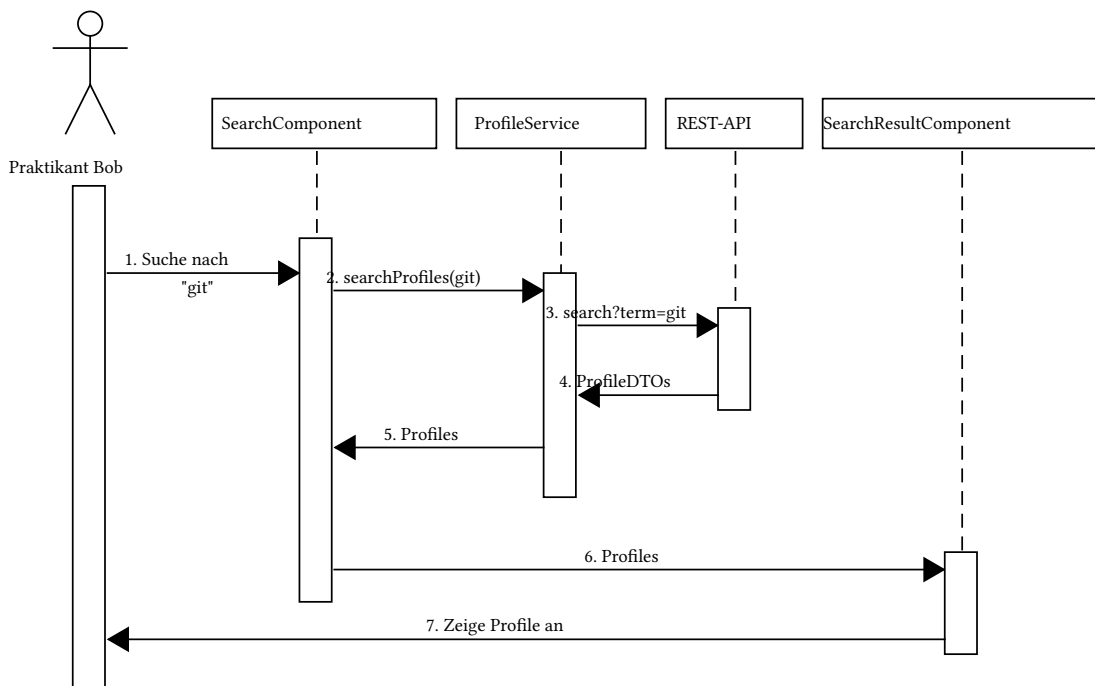 SearchComponent
ProfileService
REST-API
SearchResultComponent
Praktikant Bob
1. Suche nach
"git"
2. searchProfiles(git)
3. search?term=git
4. ProfileDTOs
5. Profiles
6. Profiles
7. Zeige Profile an